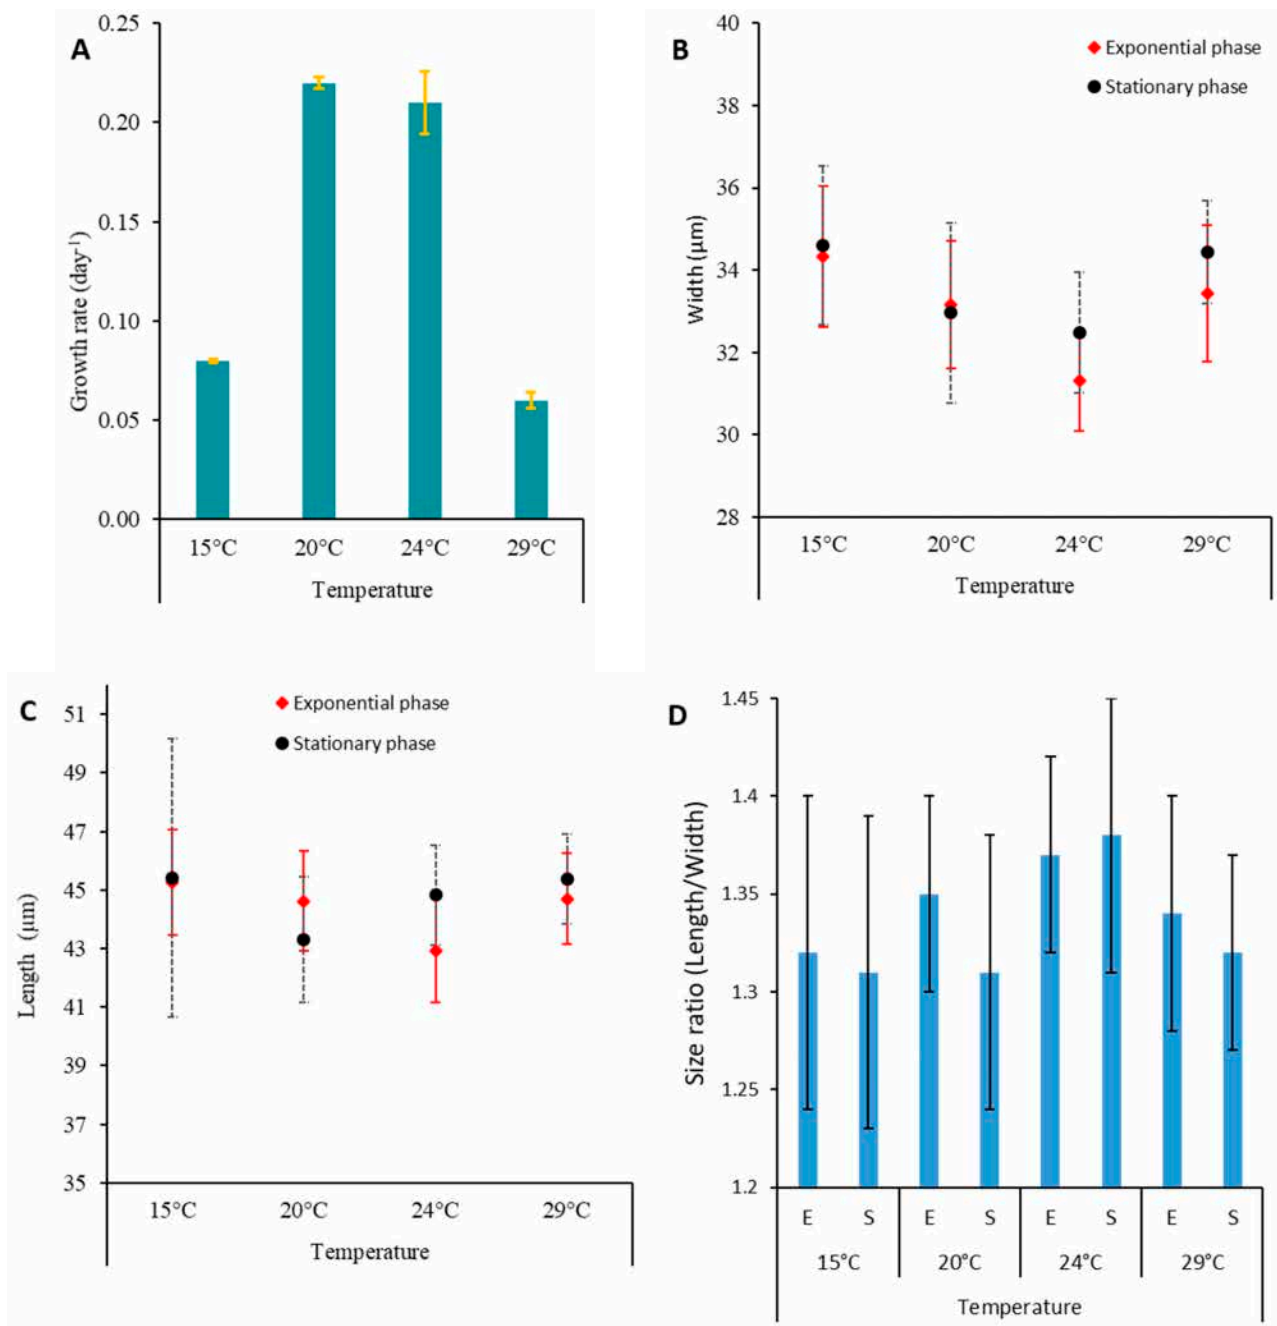 A
0.25
0.20
0.15
0.10
0.05
0.00
Growth rate (day-1)
15°C 20°C 24°C 29°C
Temperature
B
Exponential phase
Stationary phase
40
38
36
34
32
30
28
Width (µm)
15°C 20°C 24°C 29°C
Temperature
C
Exponential phase
Stationary phase
51
49
47
45
43
41
39
37
35
Length (µm)
15°C 20°C 24°C 29°C
Temperature
D
1.45
1.4
1.35
1.3
1.25
1.2
Size ratio (Length/Width)
E S E S E S E S
15°C 20°C 24°C 29°C
Temperature